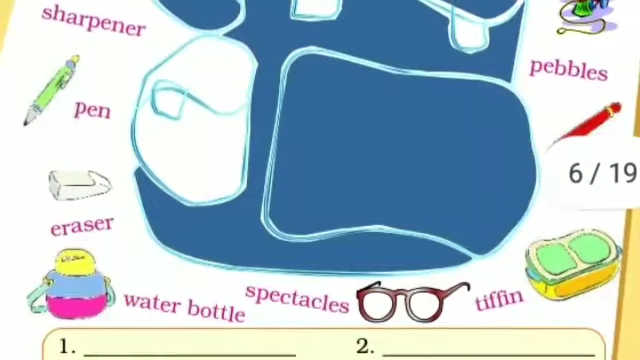 sharpener
pebbles
pen
6 / 19
eraser
water bottle
spectacles
tiffin
1. 2.